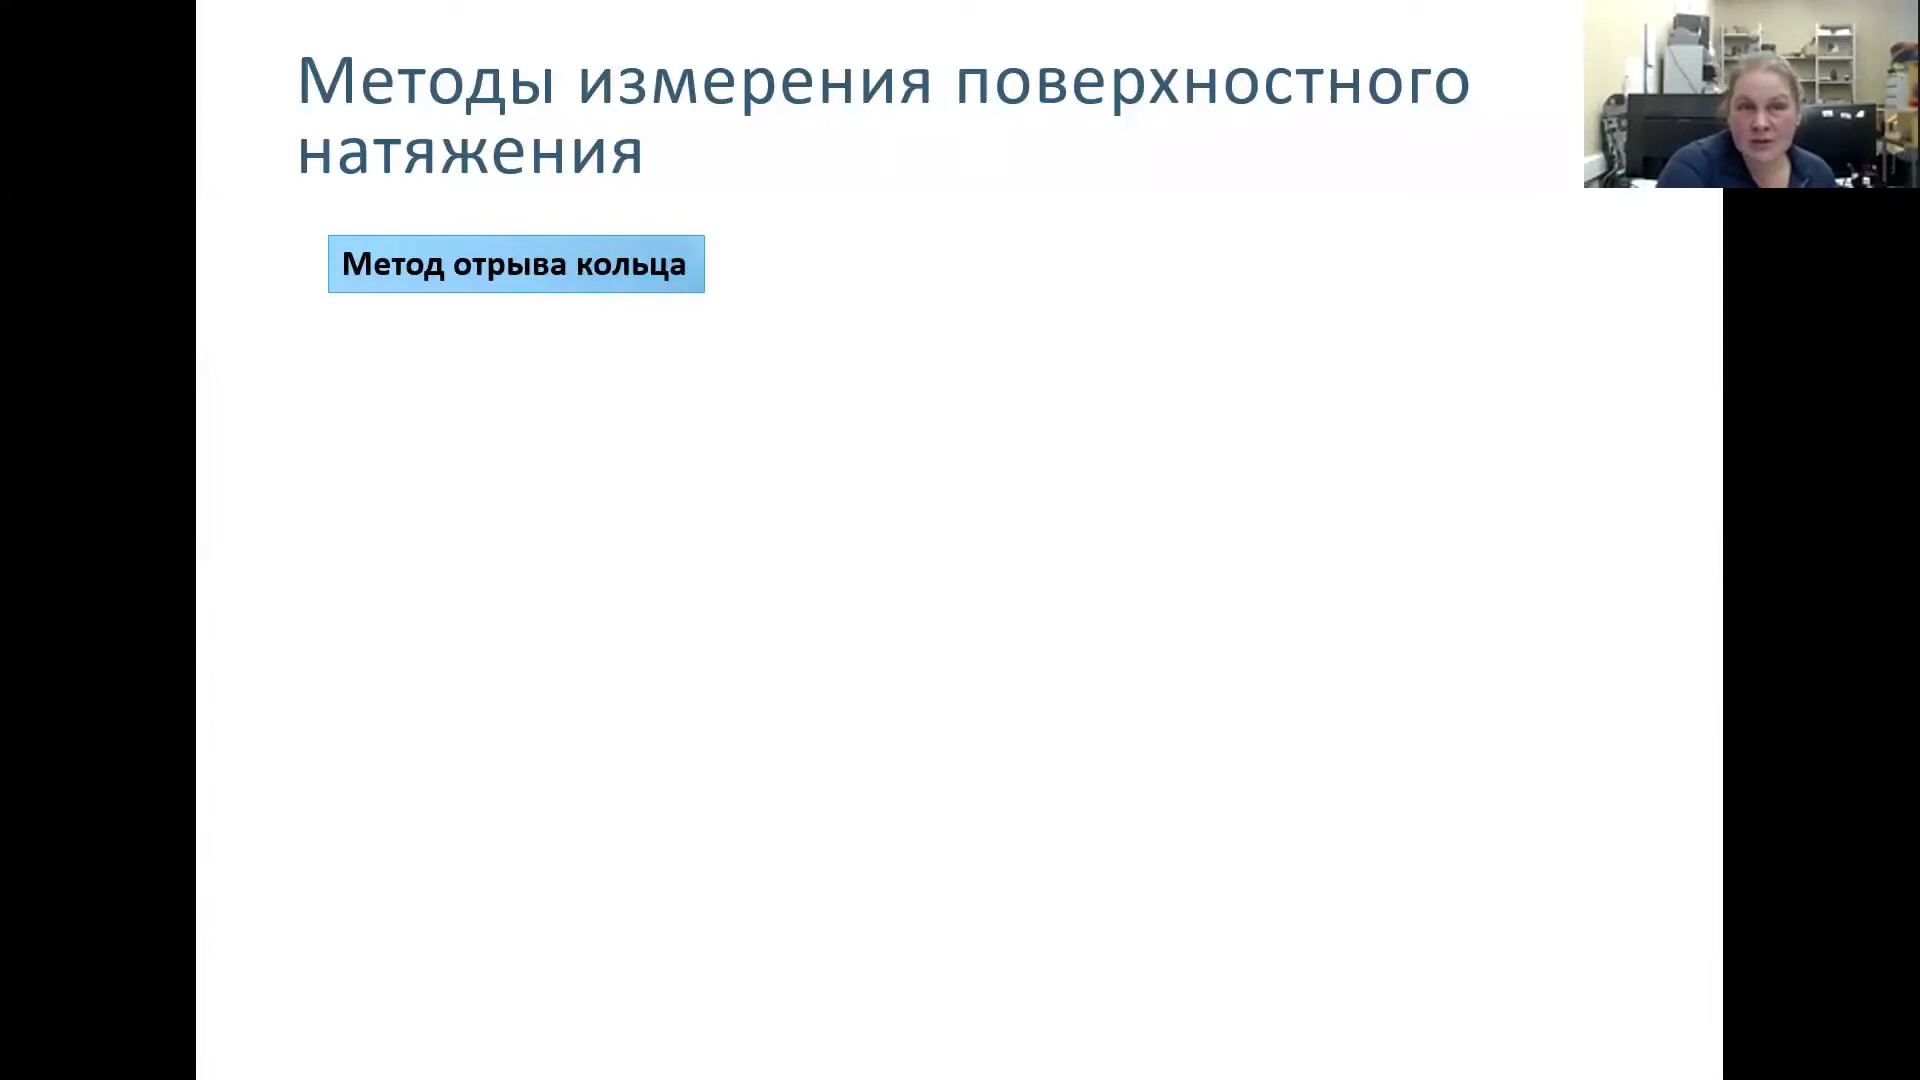 Методы измерения поверхностного
натяжения
Метод отрыва кольца